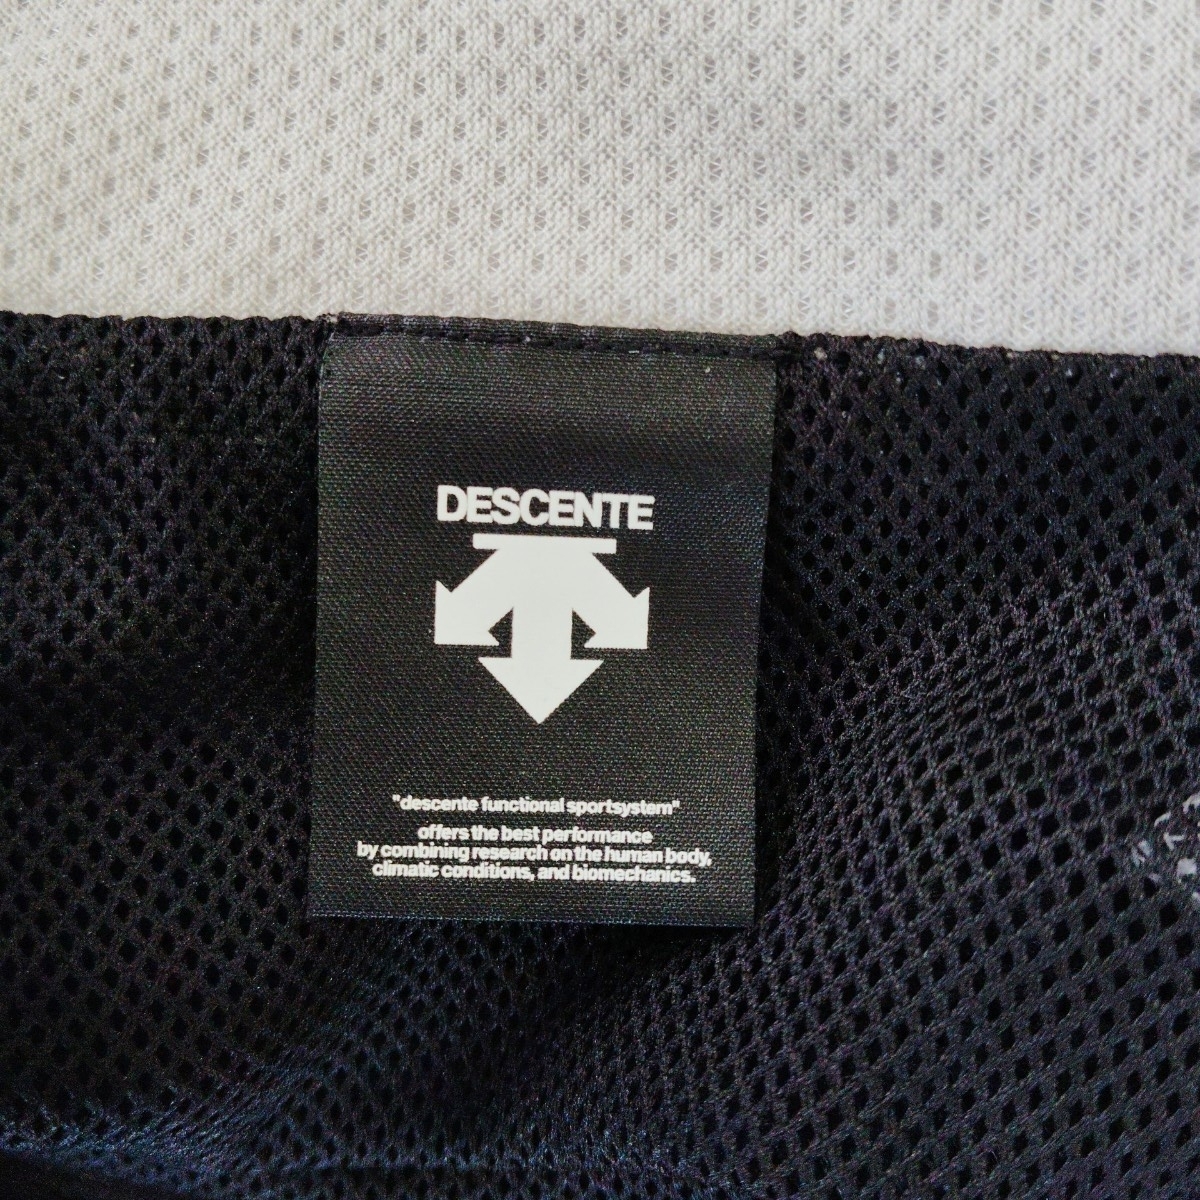 DESCENTE
"descente functional sportsystem"
offers the best performance
by combining research on the human body,
climatic conditions, and biomechanics.